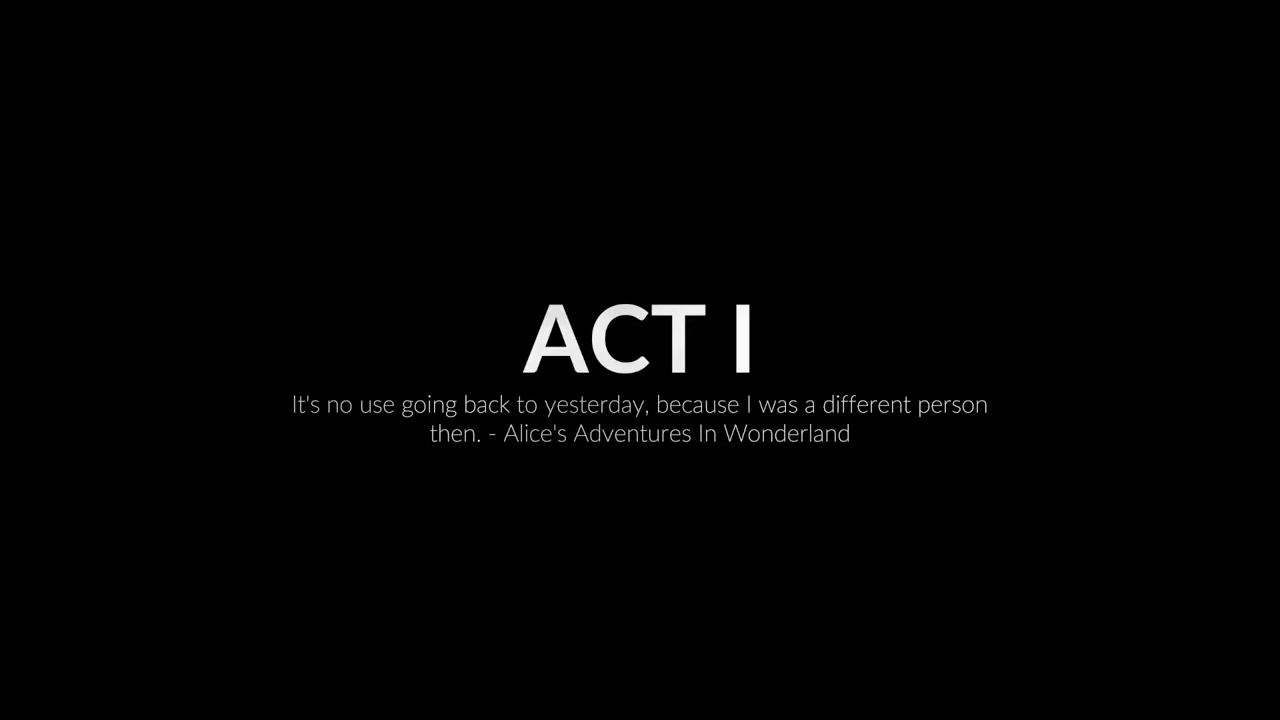 ACT I
It's no use going back to yesterday, because I was a different person
then. - Alice's Adventures In Wonderland